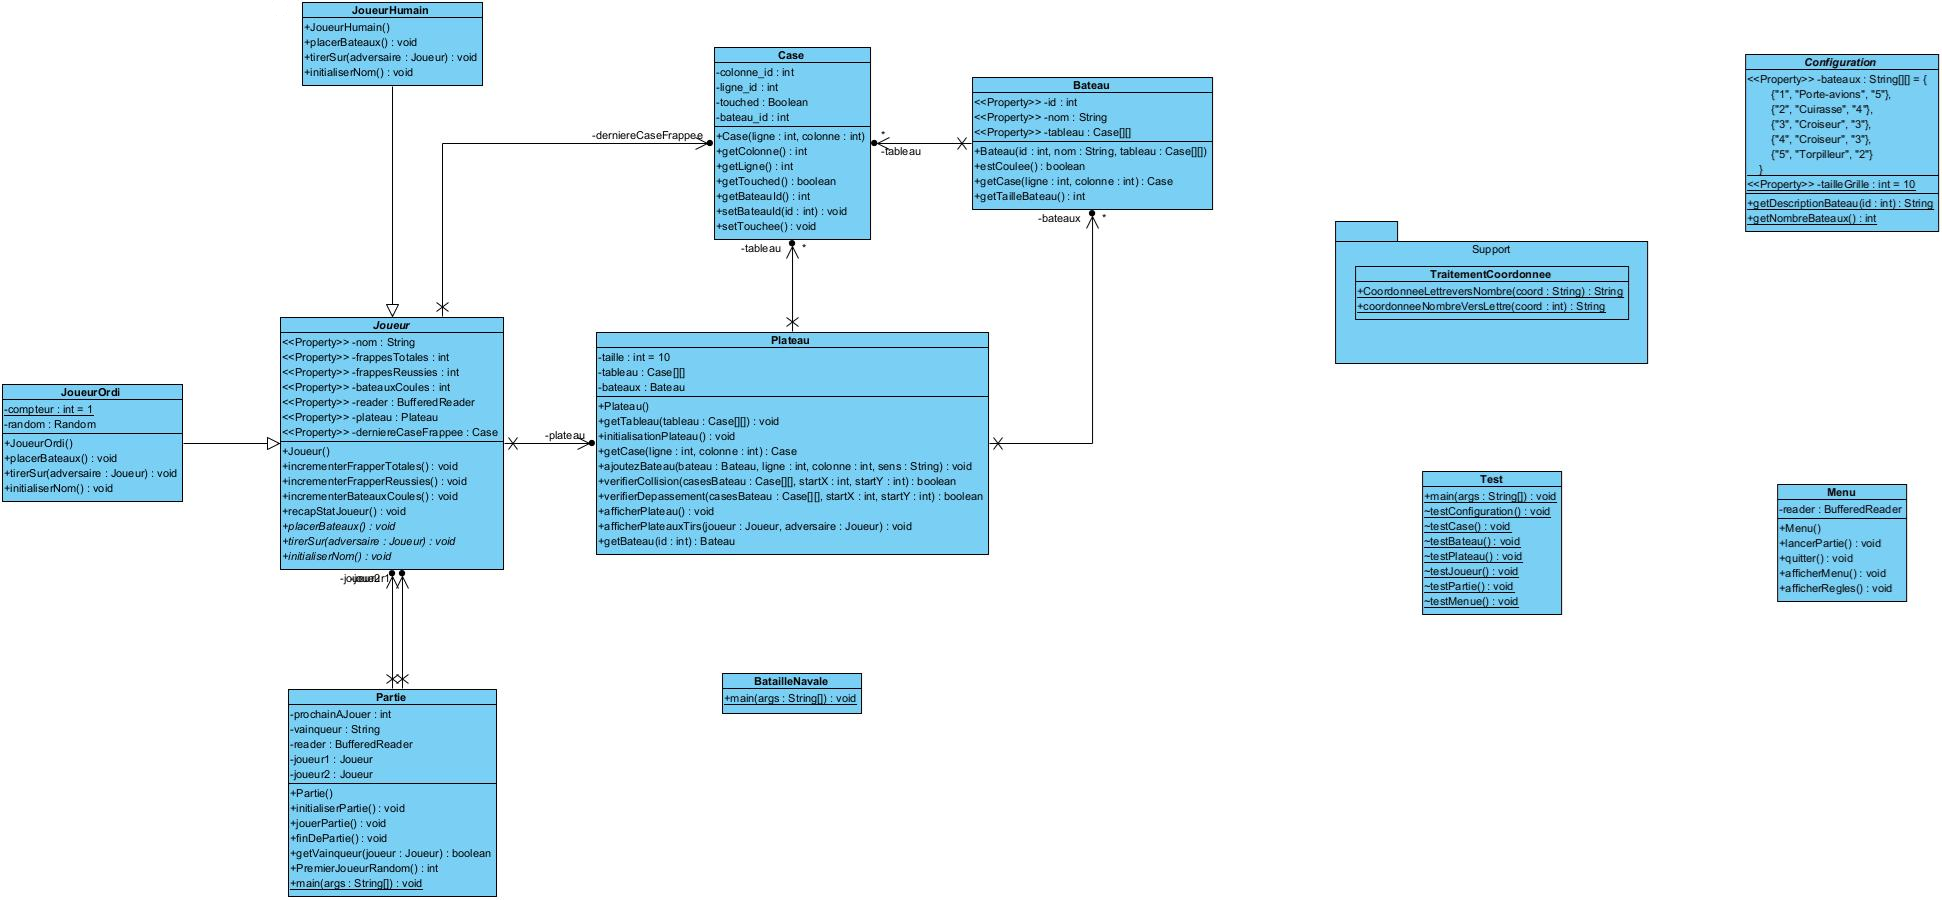 JoueurHumain
+JoueurHumain()
+placerBateaux() : void
+tirerSur(adversaire : Joueur) : void
+initialiserNom() : void
Case
-colonne_id : int
-ligne_id : int
-touched : Boolean
-bateau_id : int
+Case(ligne : int, colonne : int)
+getColonne() : int
+getLigne() : int
+getTouched() : boolean
+getBateauId() : int
+setBateauId(id : int) : void
+setTouchee() : void
Bateau
<<Property>> -id : int
<<Property>> -nom : String
<<Property>> -tableau : Case[][]
+Bateau(id : int, nom : String, tableau : Case[][])
+estCoulee() : boolean
+getCase(ligne : int, colonne : int) : Case
+getTailleBateau() : int
Configuration
<<Property>> -bateaux : String[][] = {
{"1", "Porte-avions", "5"},
{"2", "Cuirasse", "4"},
{"3", "Croiseur", "3"},
{"4", "Croiseur", "3"},
{"5", "Torpilleur", "2"}
}
<<Property>> -tailleGrille : int = 10
+getDescriptionBateau(id : int) : String
+getNombreBateaux() : int
-derniereCaseFrappee
*
-tableau
-tableau
*
-bateaux
*
Support
TraitementCoordonnee
+CoordonneeLettreversNombre(coord : String) : String
+coordonneeNombreVersLettre(coord : int) : String
Joueur
<<Property>> -nom : String
<<Property>> -frappesTotales : int
<<Property>> -frappesReussies : int
<<Property>> -bateauxCoules : int
<<Property>> -reader : BufferedReader
<<Property>> -plateau : Plateau
<<Property>> -derniereCaseFrappee : Case
+Joueur()
+incrementerFrapperTotales() : void
+incrementerFrapperReussies() : void
+incrementerBateauxCoules() : void
+recapStatJoueur() : void
+placerBateaux() : void
+tirerSur(adversaire : Joueur) : void
+initialiserNom() : void
-plateau
Plateau
-taille : int = 10
-tableau : Case[][]
-bateaux : Bateau
+Plateau()
+getTableau(tableau : Case[][]) : void
+initialisationPlateau() : void
+getCase(ligne : int, colonne : int) : Case
+ajoutezBateau(bateau : Bateau, ligne : int, colonne : int, sens : String) : void
+verifierCollision(casesBateau : Case[][], startX : int, startY : int) : boolean
+verifierDepassement(casesBateau : Case[][], startX : int, startY : int) : boolean
+afficherPlateau() : void
+afficherPlateauxTirs(joueur : Joueur, adversaire : Joueur) : void
+getBateau(id : int) : Bateau
JoueurOrdi
-compteur : int = 1
-random : Random
+JoueurOrdi()
+placerBateaux() : void
+tirerSur(adversaire : Joueur) : void
+initialiserNom() : void
Test
+main(args : String[]) : void
~testConfiguration() : void
~testCase() : void
~testBateau() : void
~testPlateau() : void
~testJoueur() : void
~testPartie() : void
~testMenue() : void
Menu
-reader : BufferedReader
+Menu()
+lancerPartie() : void
+quitter() : void
+afficherMenu() : void
+afficherRegles() : void
-joueur2
-joueur1
BatailleNavale
+main(args : String[]) : void
Partie
-prochainAJouer : int
-vainqueur : String
-reader : BufferedReader
-joueur1 : Joueur
-joueur2 : Joueur
+Partie()
+initialiserPartie() : void
+jouerPartie() : void
+finDePartie() : void
+getVainqueur(joueur : Joueur) : boolean
+PremierJoueurRandom() : int
+main(args : String[]) : void